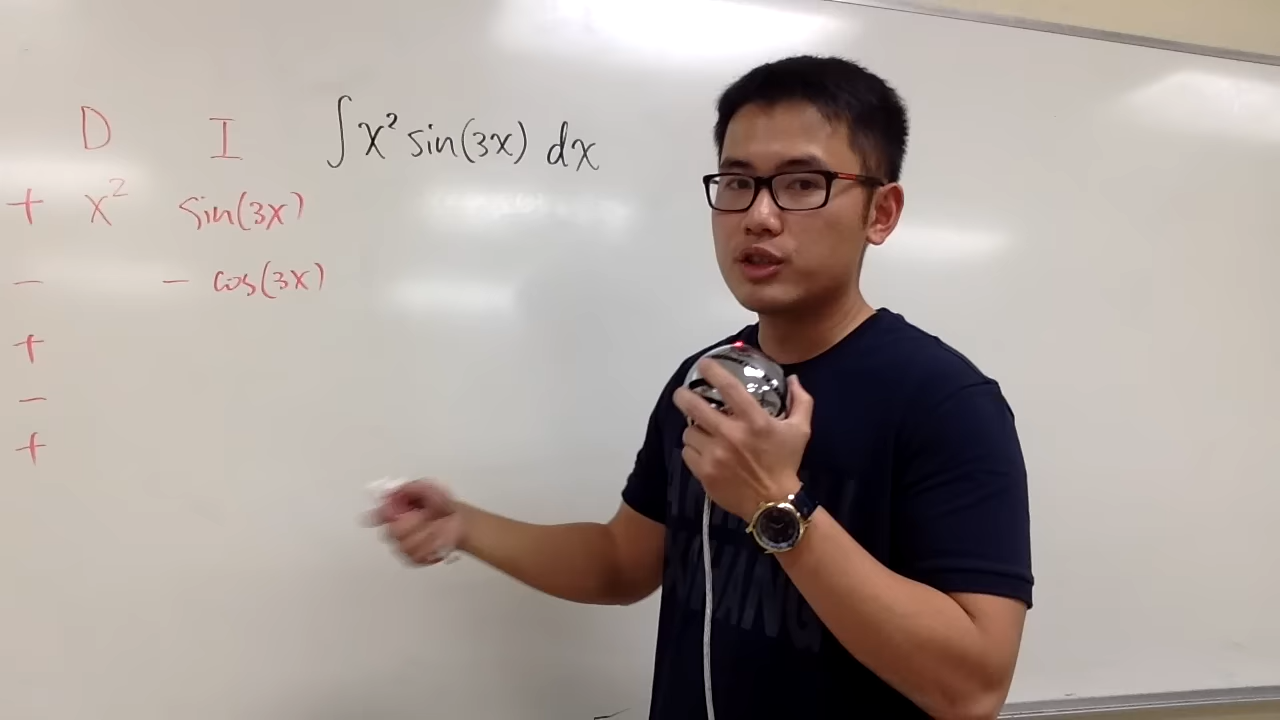 D I ∫x² sin(3x) dx
+ x² sin(3x)
- - cos(3x)
+
-
+